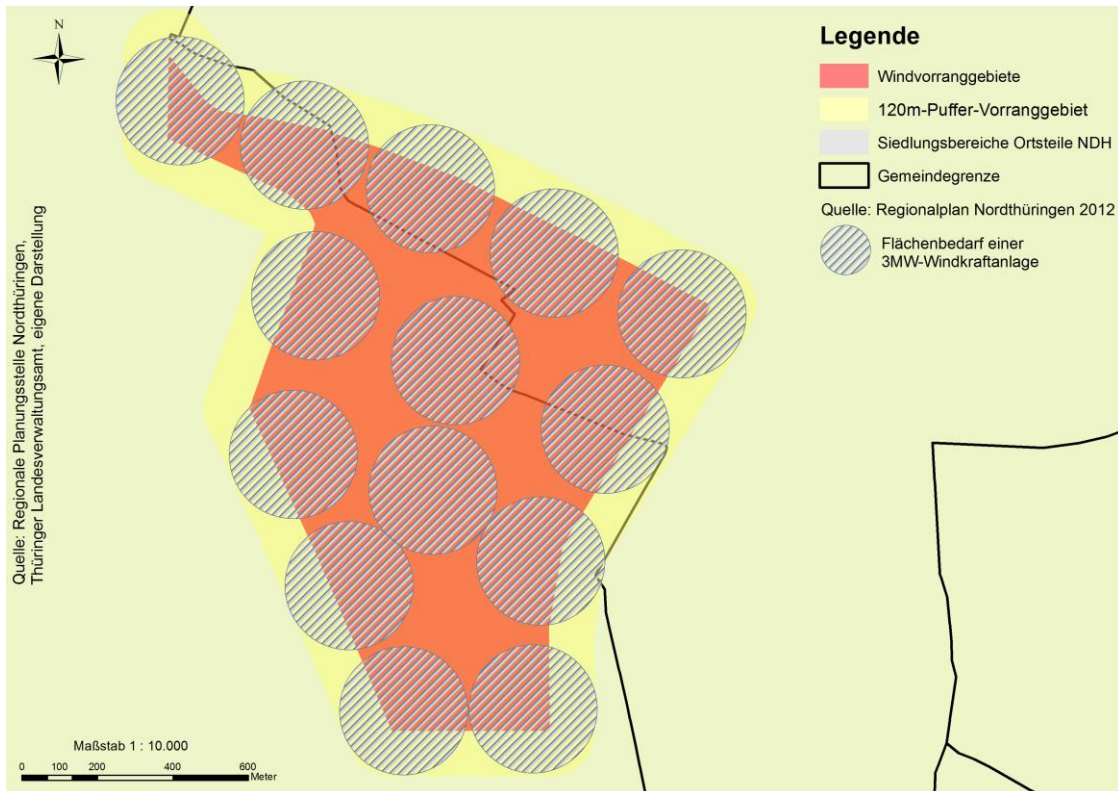 N
Legende
Windvorranggebiete
120m-Puffer-Vorranggebiet
Siedlungsbereiche Ortsteile NDH
Gemeindegrenze
Quelle: Regionalplan Nordthüringen 2012
Flächenbedarf einer
3MW-Windkraftanlage
Quelle: Regionale Planungsstelle Nordthüringen,
Thüringer Landesverwaltungsamt, eigene Darstellung
Maßstab 1 : 10.000
0 100 200 400 600
Meter